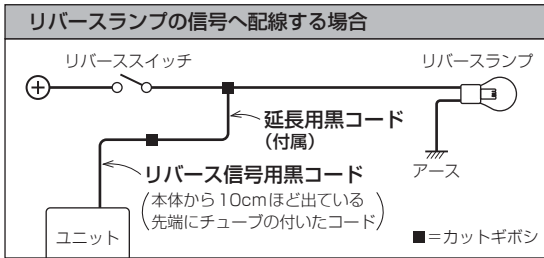 リバースランプの信号へ配線する場合
リバーススイッチ
リバースランプ
延長用黒コード
(付属)
アース
リバース信号用黒コード
(本体から10cmほど出ている
先端にチューブの付いたコード)
ユニット
■=カットギボシ